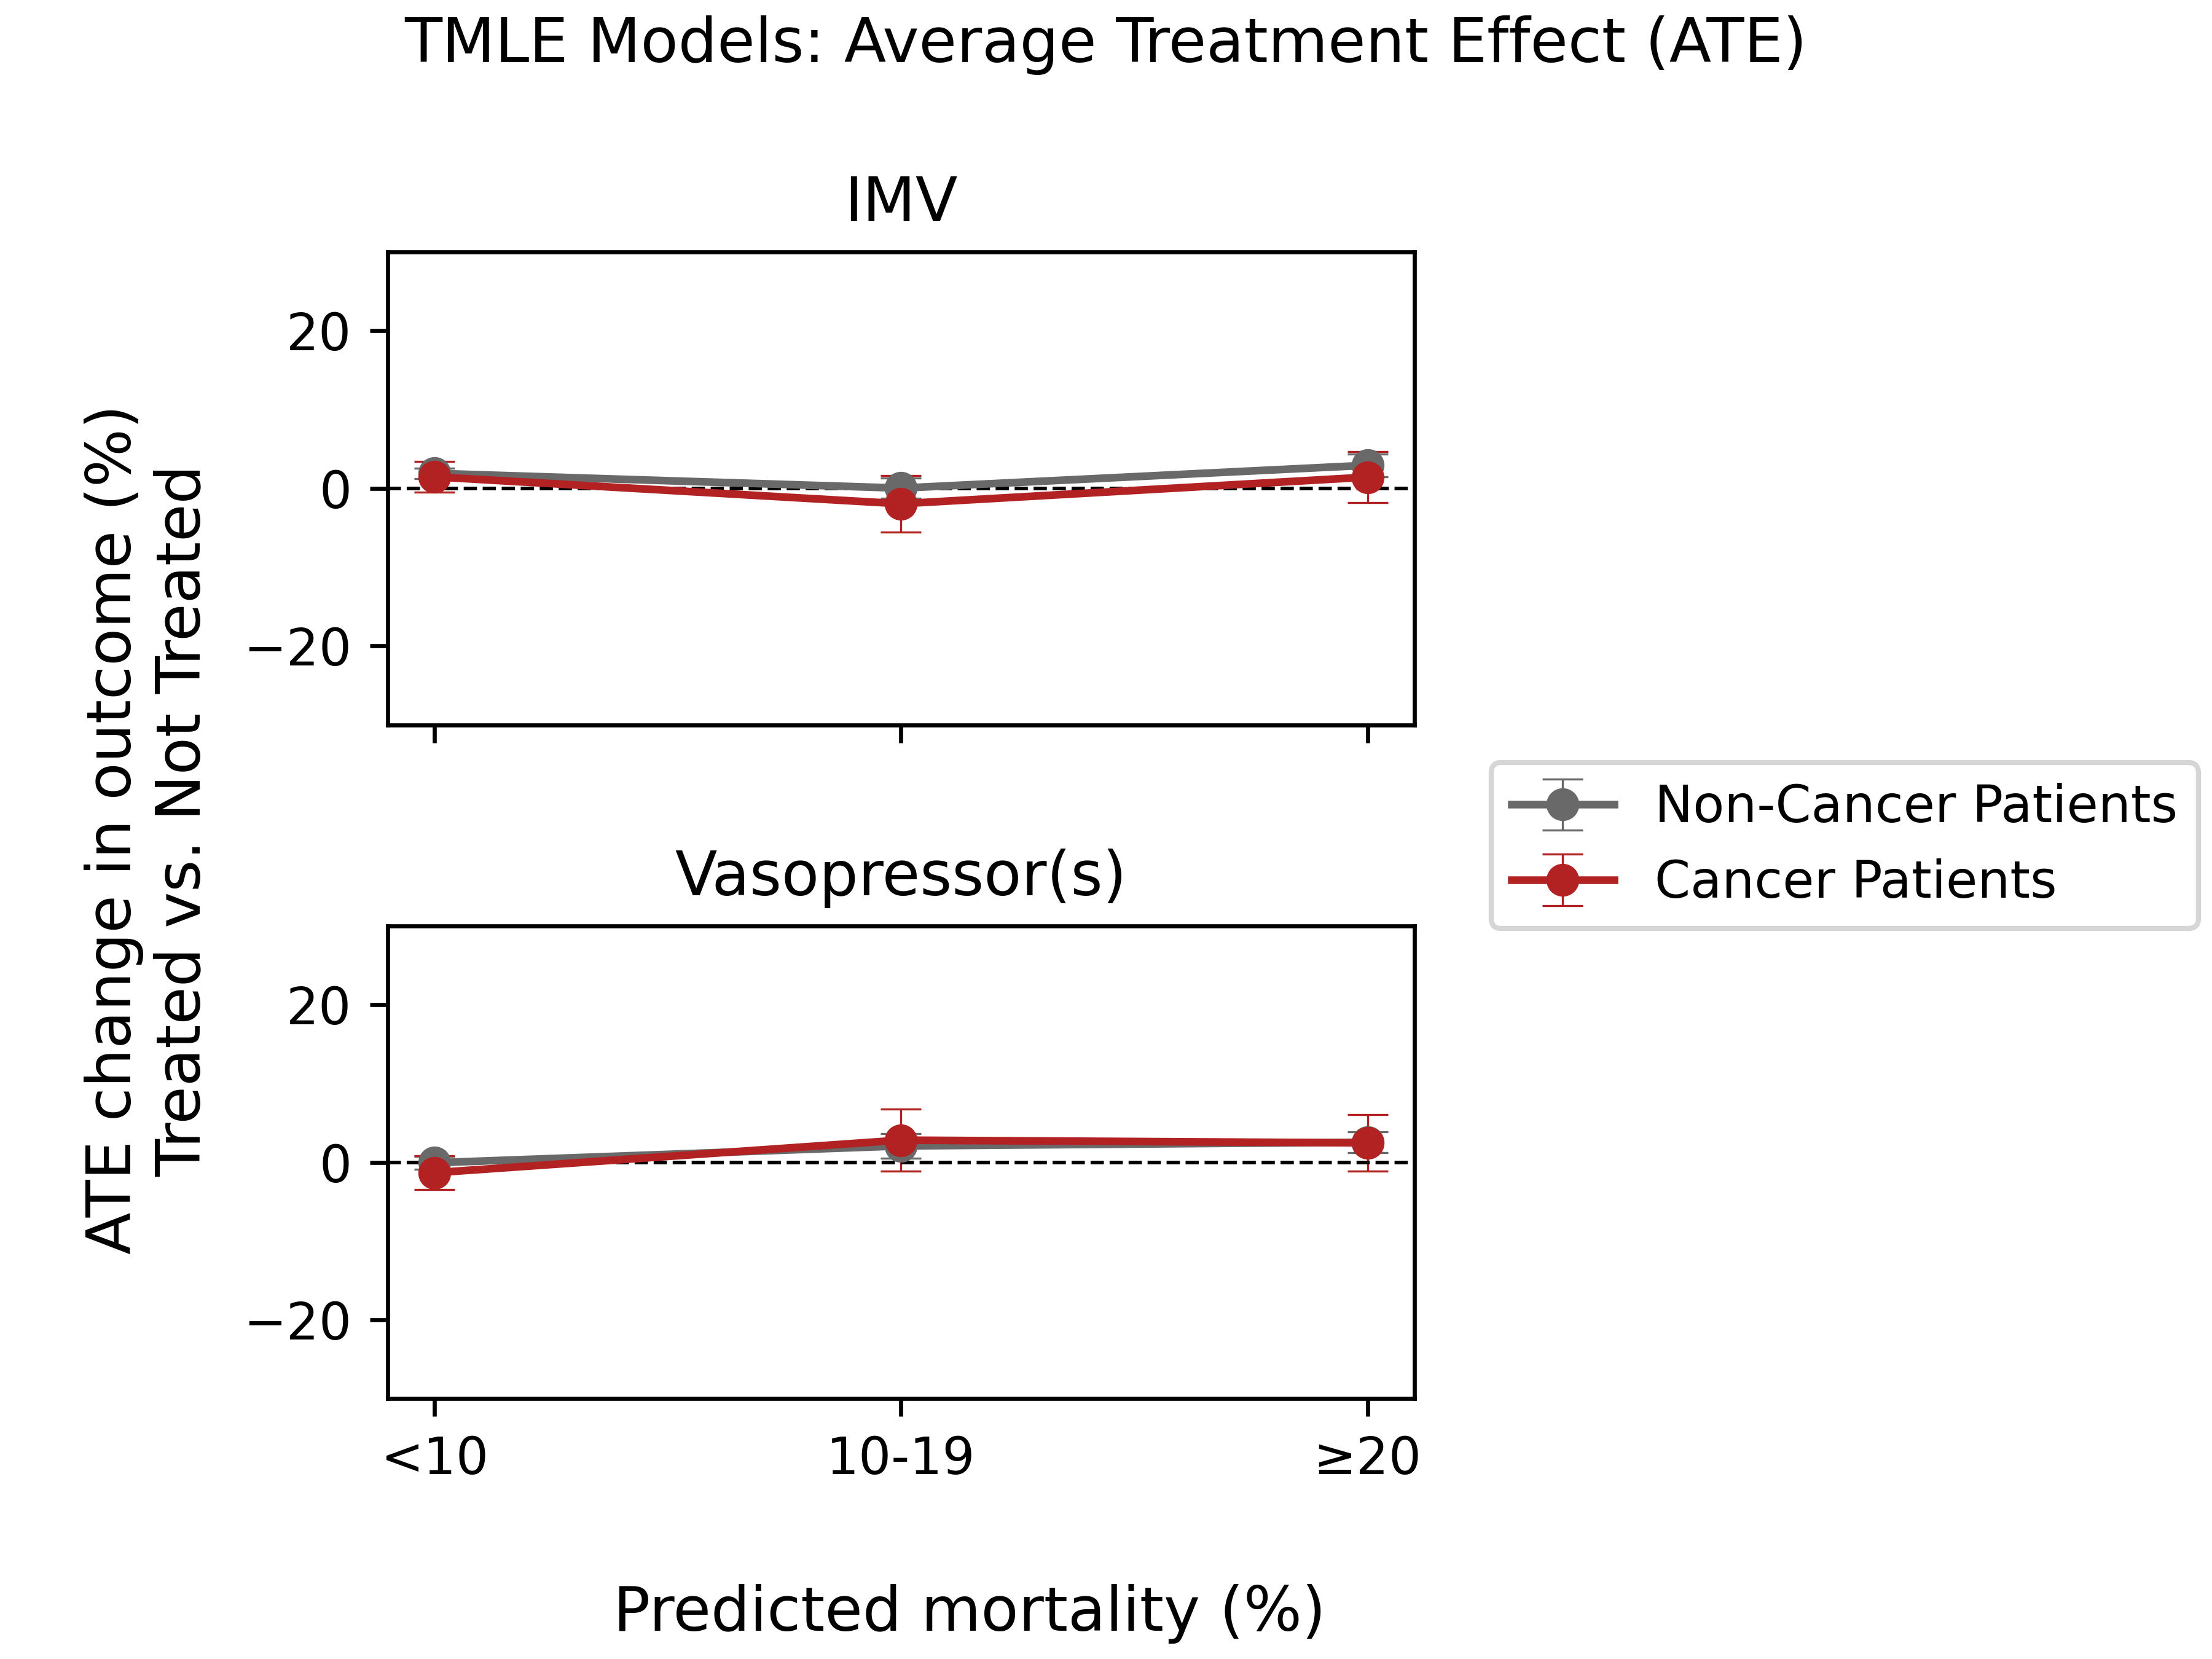 TMLE Models: Average Treatment Effect (ATE)
ATE change in outcome (%)
Treated vs. Not Treated
IMV
20
0
−20
Vasopressor(s)
20
0
−20
<10
10-19
≥20
Predicted mortality (%)
Non-Cancer Patients
Cancer Patients